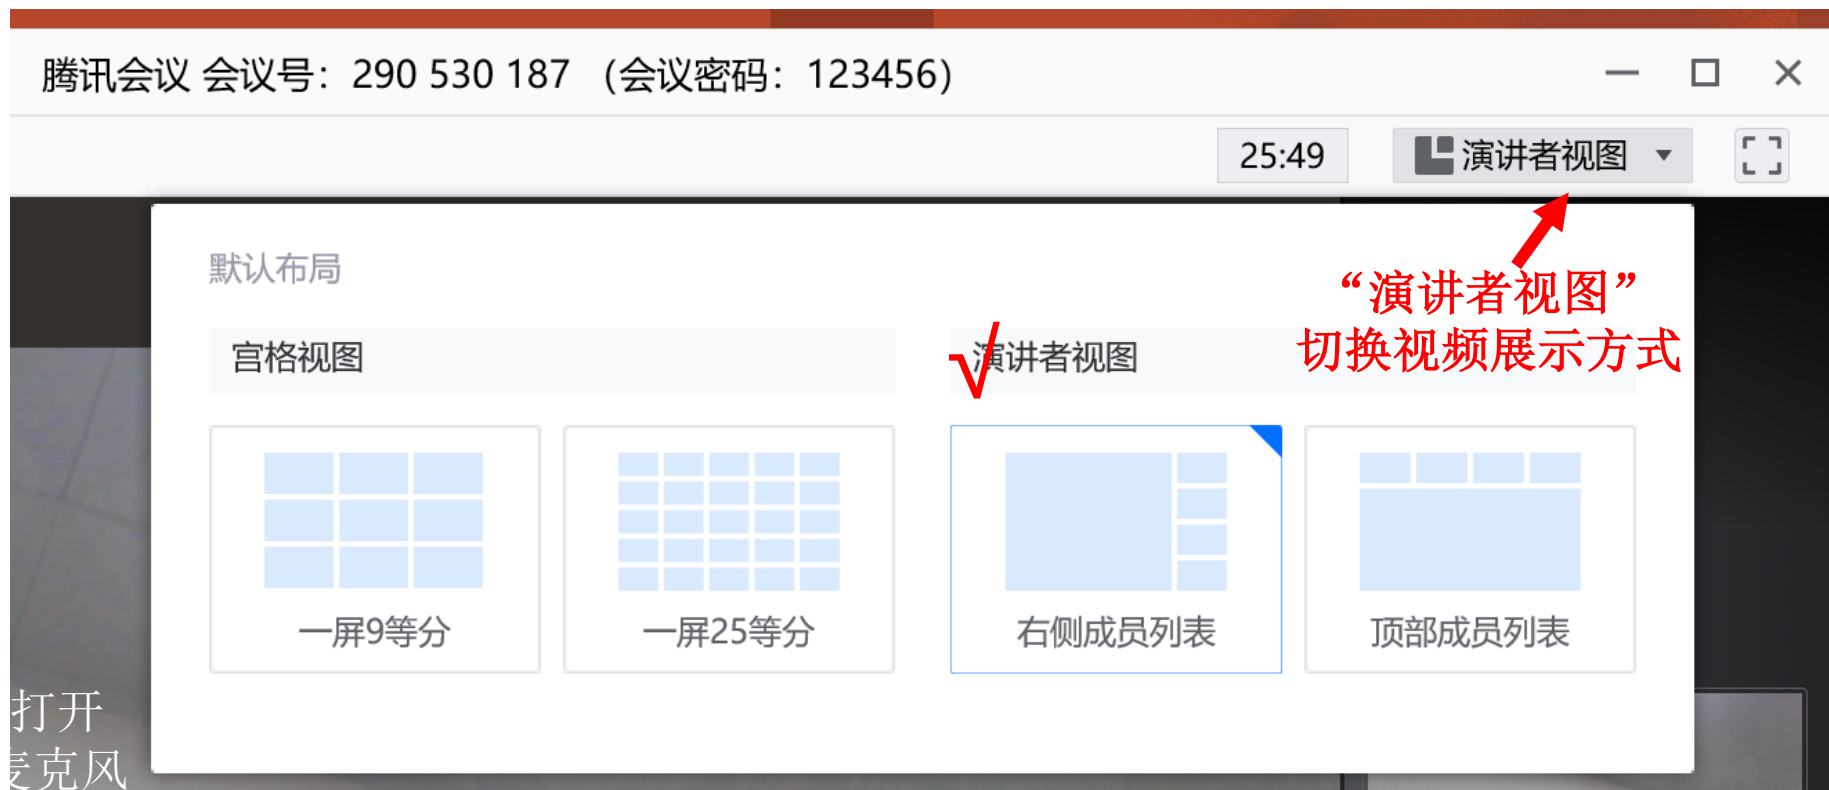 腾讯会议 会议号：290 530 187 （会议密码：123456）
25:49 演讲者视图
默认布局
“演讲者视图”
切换视频展示方式
宫格视图
√演讲者视图
一屏9等分
一屏25等分
右侧成员列表
顶部成员列表
打开
麦克风